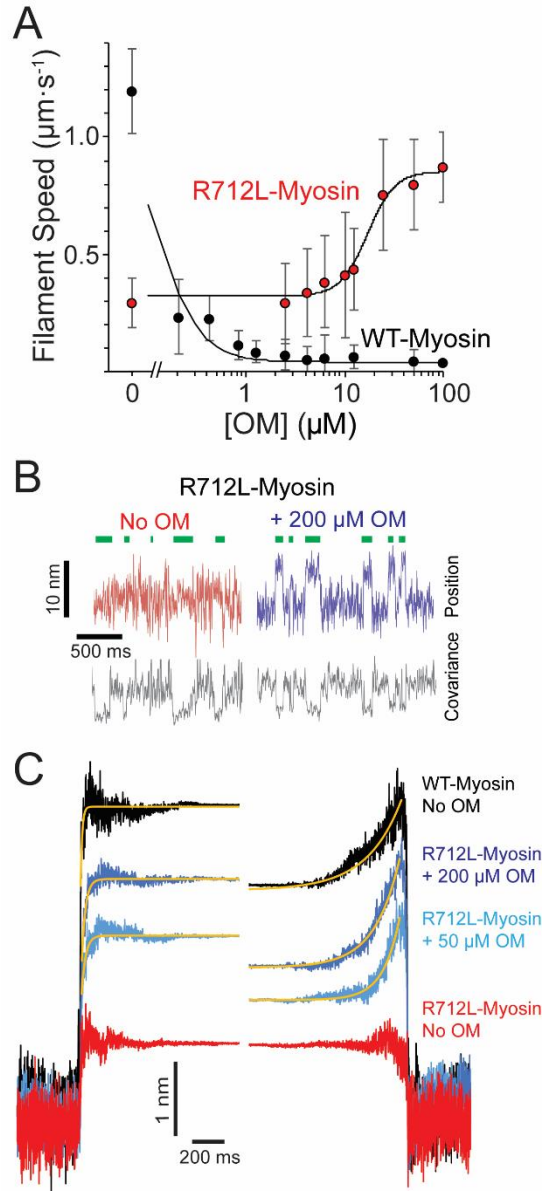 A
Filament Speed (µm·s⁻¹)
1.0
0.5
R712L-Myosin
WT-Myosin
0
1
10
100
[OM] (µM)
B
R712L-Myosin
No OM
+ 200 µM OM
10 nm
500 ms
Position
Covariance
C
WT-Myosin
No OM
R712L-Myosin
+ 200 µM OM
R712L-Myosin
+ 50 µM OM
R712L-Myosin
No OM
1 nm
200 ms